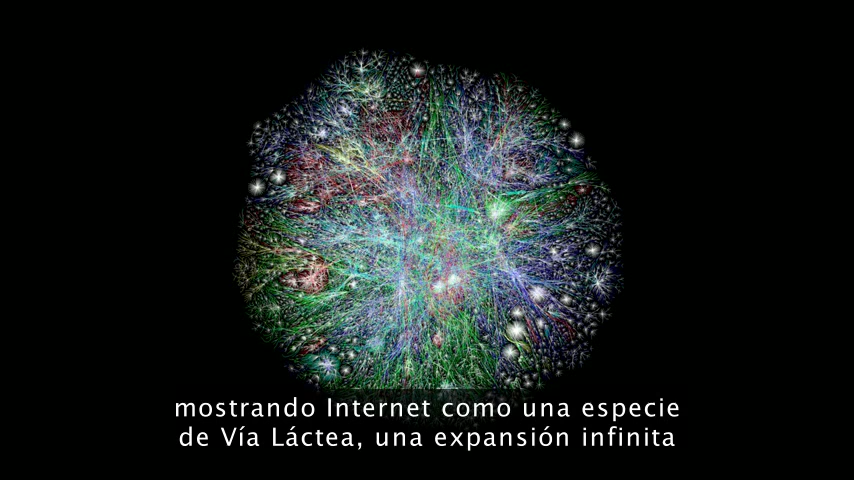 mostrando Internet como una especie
de Vía Láctea, una expansión infinita